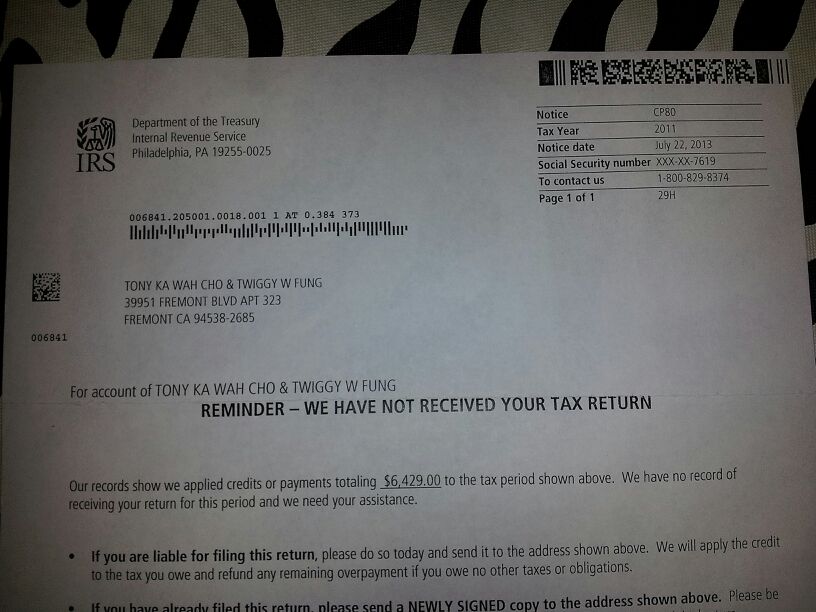 Department of the Treasury
Internal Revenue Service
Philadelphia, PA 19255-0025
IRS
Notice CP80
Tax Year 2011
Notice date July 22, 2013
Social Security number XXX-XX-7619
To contact us 1-800-829-8374
Page 1 of 1 29H
006841.205001.0018.001 1 AT 0.384 373
TONY KA WAH CHO & TWIGGY W FUNG
39951 FREMONT BLVD APT 323
FREMONT CA 94538-2685
006841
For account of TONY KA WAH CHO & TWIGGY W FUNG
REMINDER – WE HAVE NOT RECEIVED YOUR TAX RETURN
Our records show we applied credits or payments totaling $6,429.00 to the tax period shown above. We have no record of
receiving your return for this period and we need your assistance.
• If you are liable for filing this return, please do so today and send it to the address shown above. We will apply the credit
to the tax you owe and refund any remaining overpayment if you owe no other taxes or obligations.
• If you have already filed this return, please send a NEWLY SIGNED copy to the address shown above. Please be